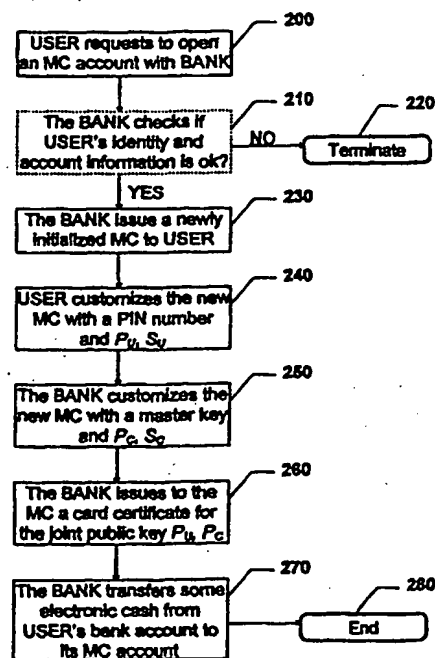 200
USER requests to open
an MC account with BANK
210
The BANK checks if
USER's identity and
account information is ok?
NO
220
Terminate
YES
230
The BANK issue a newly
initialized MC to USER
240
USER customizes the new
MC with a PIN number
and PU, SU
250
The BANK customizes the
new MC with a master key
and PC, SC
260
The BANK issues to the
MC a card certificate for
the joint public key PU, PC
270
The BANK transfers some
electronic cash from
USER's bank account to
its MC account
280
End